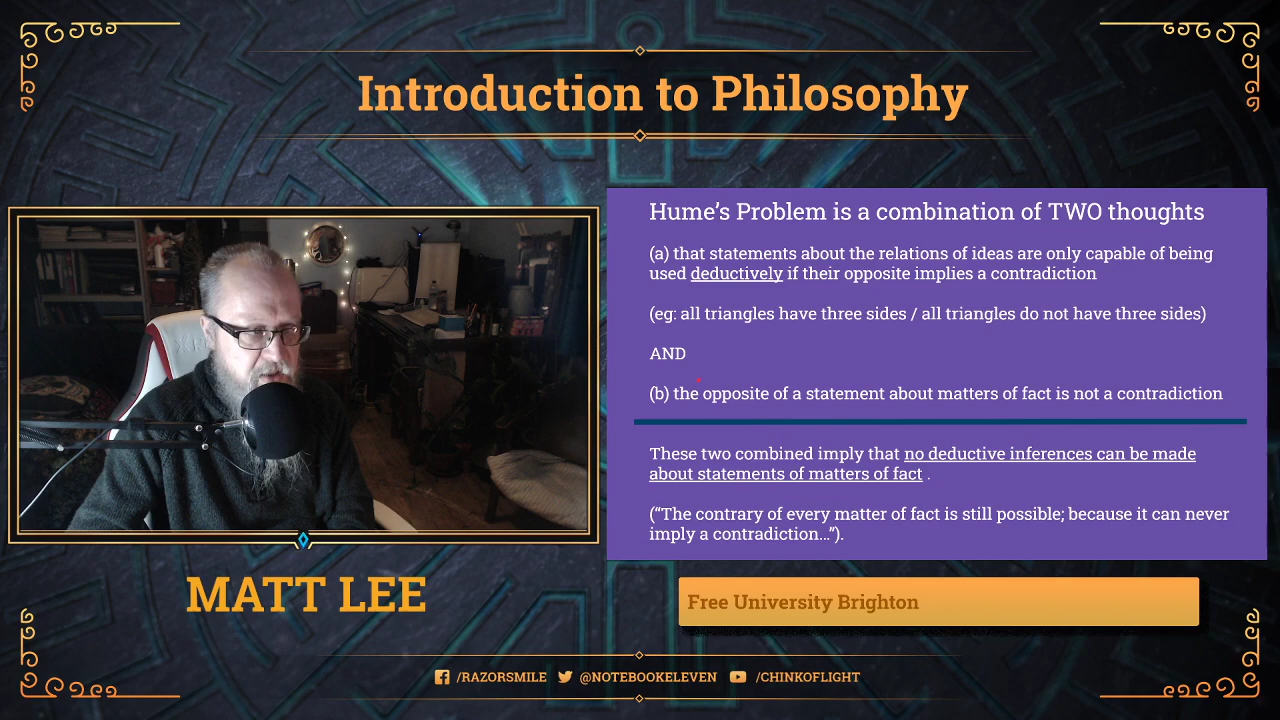 Introduction to Philosophy
Hume's Problem is a combination of TWO thoughts
(a) that statements about the relations of ideas are only capable of being
used deductively if their opposite implies a contradiction
(eg: all triangles have three sides / all triangles do not have three sides)
AND
(b) the opposite of a statement about matters of fact is not a contradiction
These two combined imply that no deductive inferences can be made
about statements of matters of fact .
(“The contrary of every matter of fact is still possible; because it can never
imply a contradiction…”).
MATT LEE
Free University Brighton
/RAZORSMILE @NOTEBOOKELEVEN /CHINKOFLIGHT